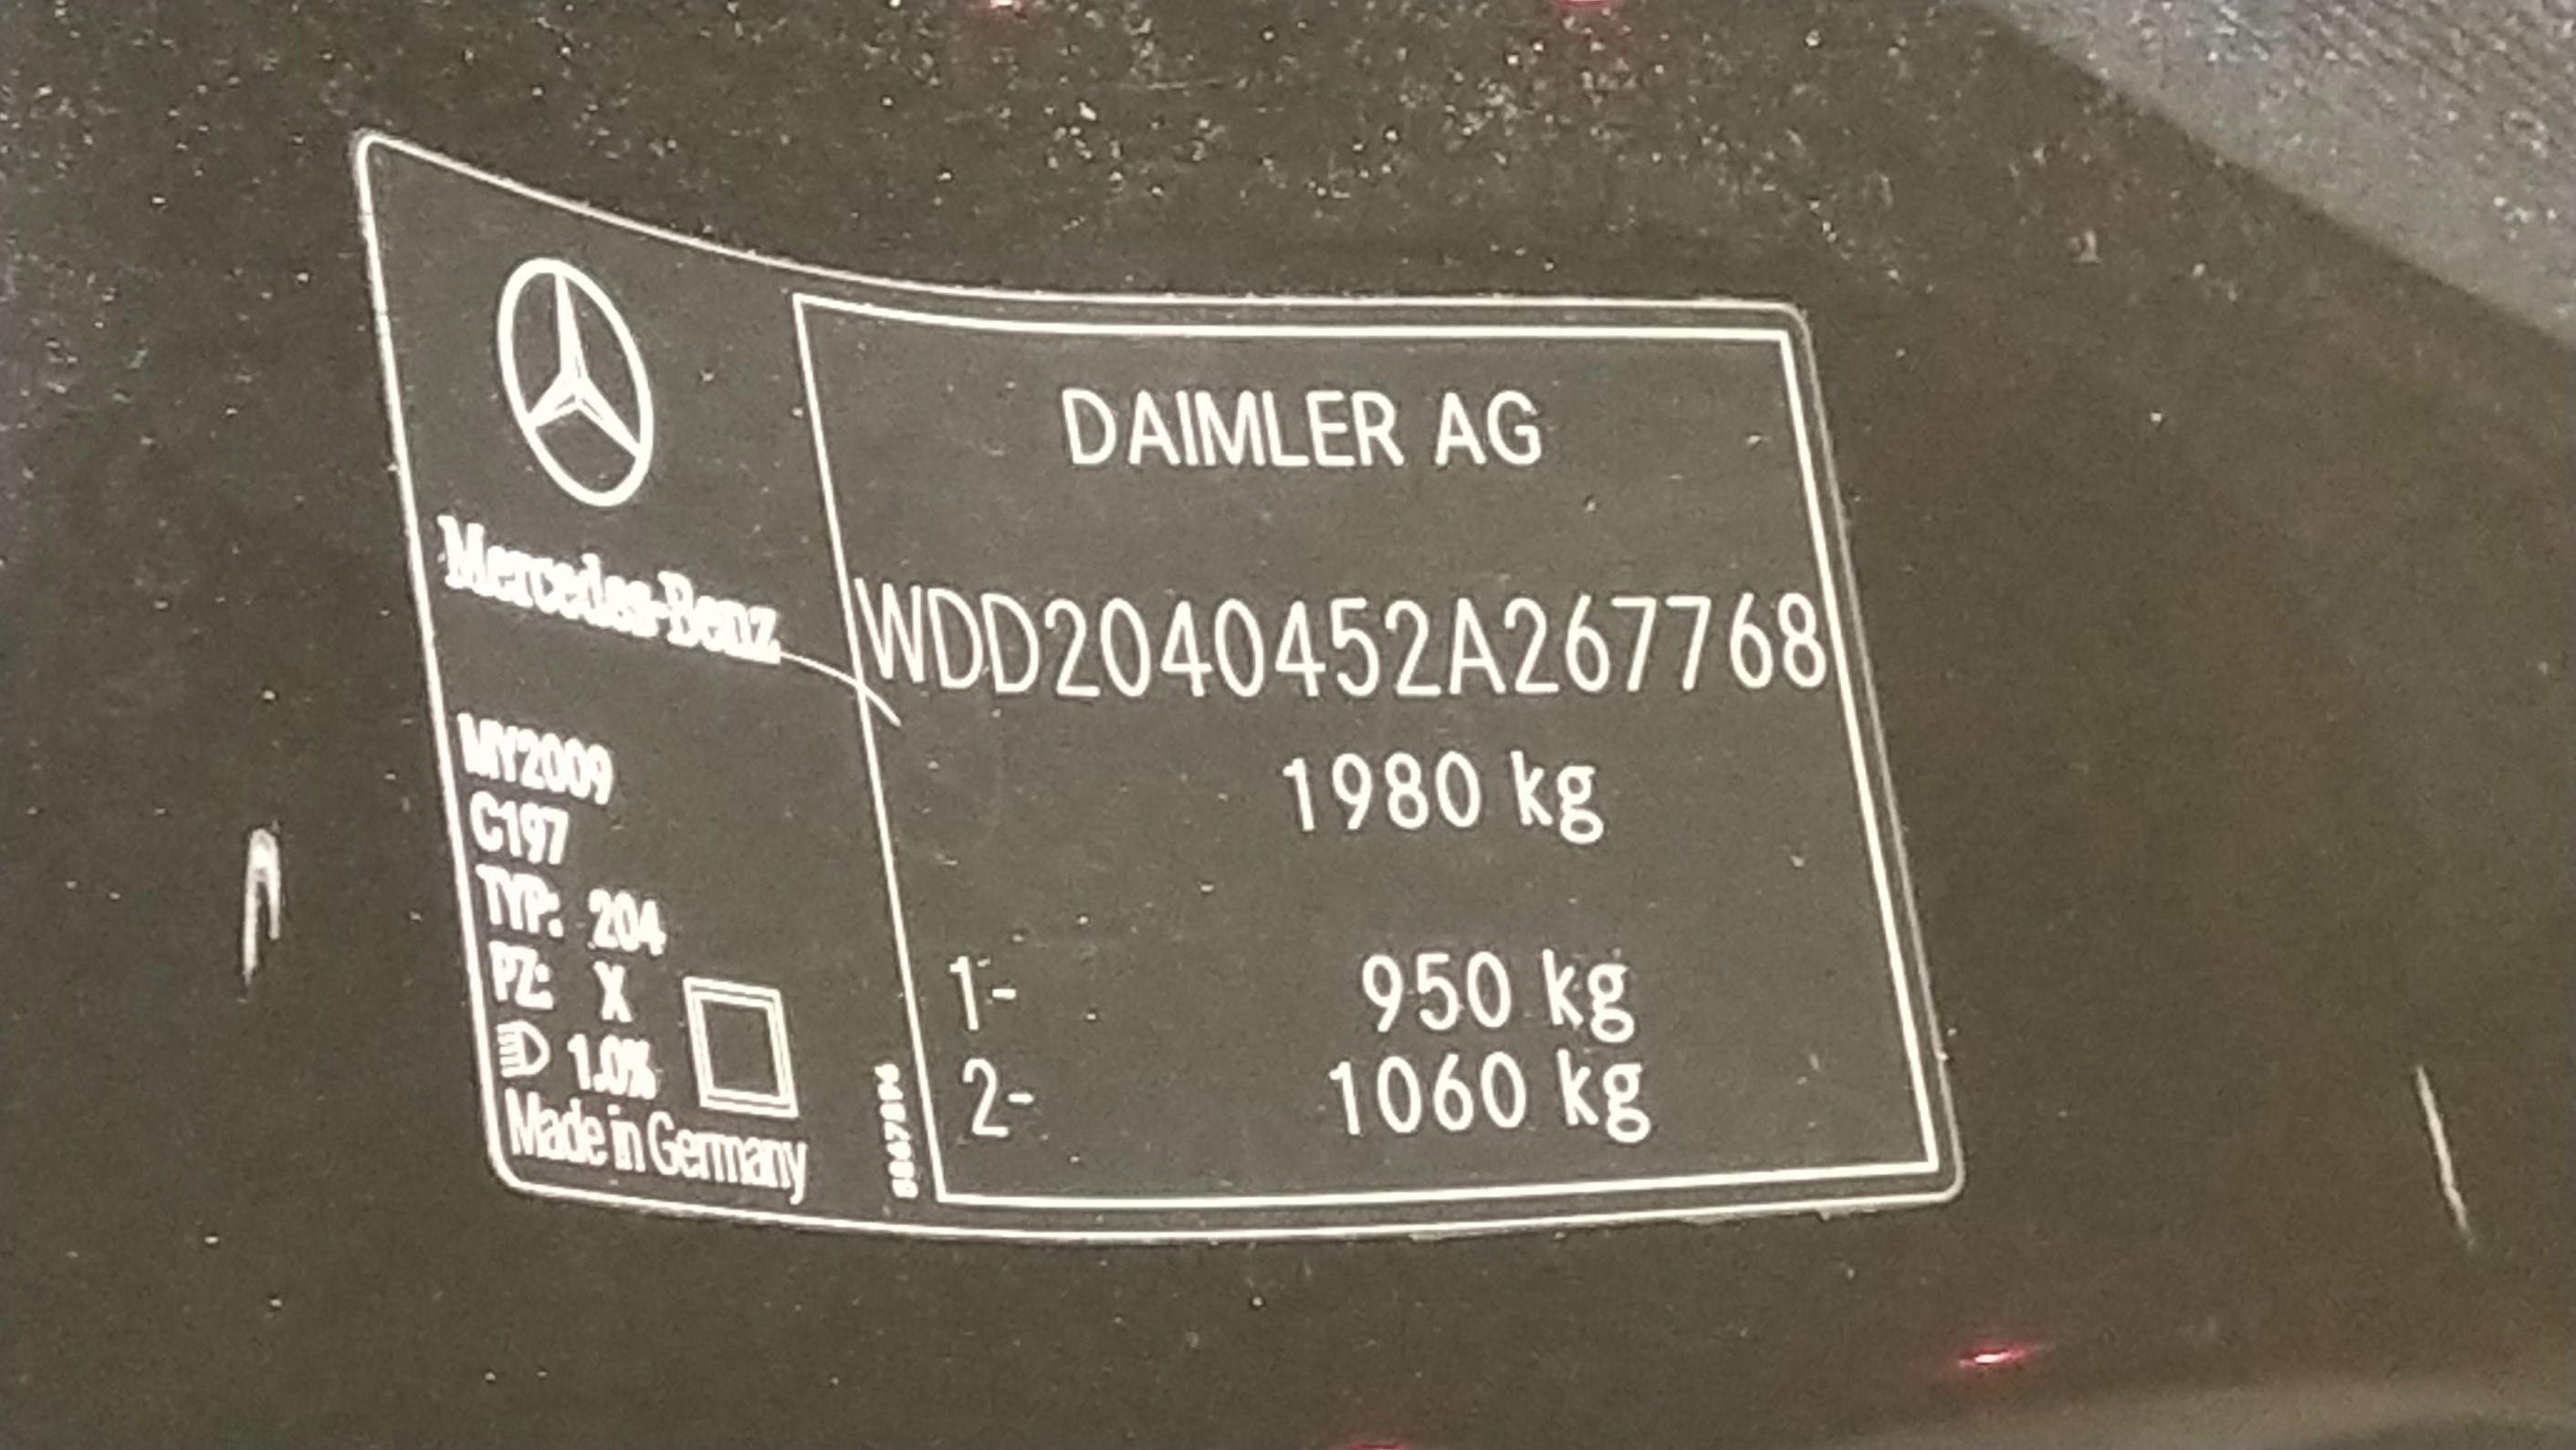 Mercedes-Benz
MY2009
C197
TYP: 204
PZ: X
1.0%
Made in Germany
DAIMLER AG
WDD2040452A267768
1980 kg
1- 950 kg
2- 1060 kg